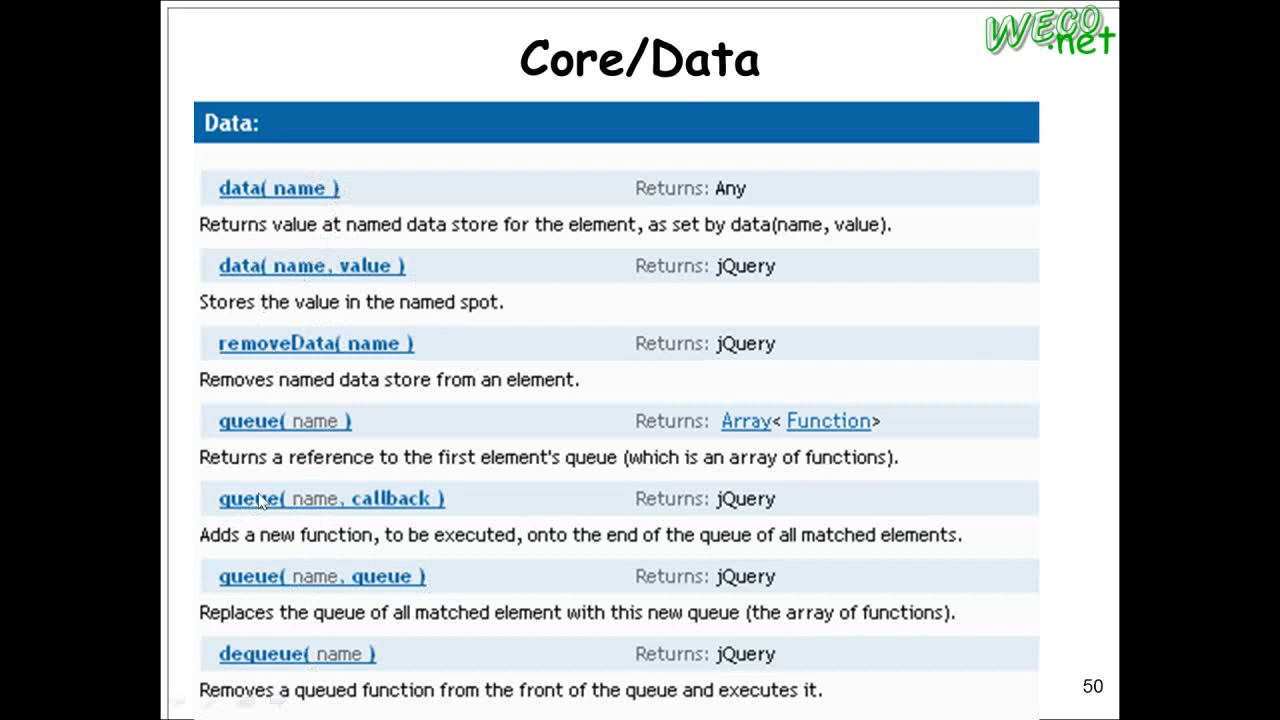 WECO
.net
Core/Data
Data:
data( name ) Returns: Any
Returns value at named data store for the element, as set by data(name, value).
data( name, value ) Returns: jQuery
Stores the value in the named spot.
removeData( name ) Returns: jQuery
Removes named data store from an element.
queue( name ) Returns: Array< Function>
Returns a reference to the first element's queue (which is an array of functions).
queue( name, callback ) Returns: jQuery
Adds a new function, to be executed, onto the end of the queue of all matched elements.
queue( name, queue ) Returns: jQuery
Replaces the queue of all matched element with this new queue (the array of functions).
dequeue( name ) Returns: jQuery
Removes a queued function from the front of the queue and executes it.
50